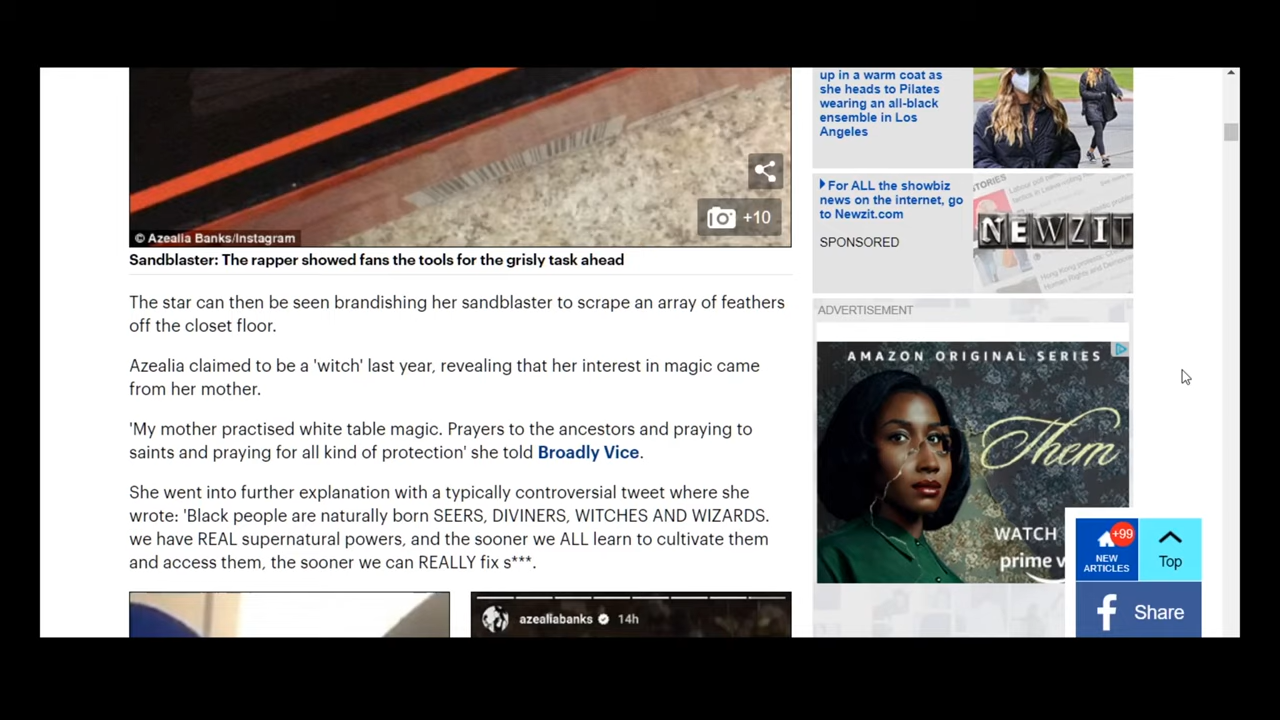 © Azealia Banks/Instagram
+10
Sandblaster: The rapper showed fans the tools for the grisly task ahead
The star can then be seen brandishing her sandblaster to scrape an array of feathers
off the closet floor.
Azealia claimed to be a 'witch' last year, revealing that her interest in magic came
from her mother.
'My mother practised white table magic. Prayers to the ancestors and praying to
saints and praying for all kind of protection' she told Broadly Vice.
She went into further explanation with a typically controversial tweet where she
wrote: 'Black people are naturally born SEERS, DIVINERS, WITCHES AND WIZARDS.
we have REAL supernatural powers, and the sooner we ALL learn to cultivate them
and access them, the sooner we can REALLY fix s***.
azealiabanks 14h
up in a warm coat as
she heads to Pilates
wearing an all-black
ensemble in Los
Angeles
For ALL the showbiz
news on the internet, go
to Newzit.com
SPONSORED
NEWZIT
ADVERTISEMENT
AMAZON ORIGINAL SERIES
Them
WATCH
prime v
+99
NEW
ARTICLES
Top
Share